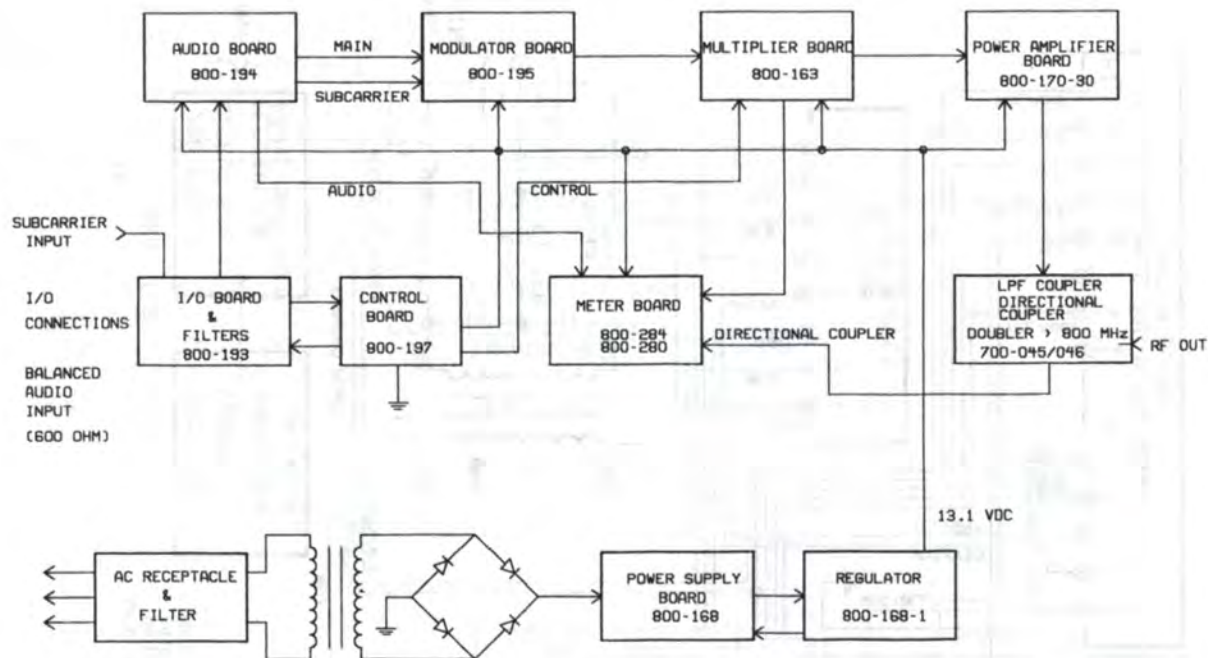 AUDIO BOARD
800-194
MAIN
SUBCARRIER
MODULATOR BOARD
800-195
MULTIPLIER BOARD
800-163
POWER AMPLIFIER
BOARD
800-170-30
AUDIO
CONTROL
SUBCARRIER
INPUT
I/O
CONNECTIONS
BALANCED
AUDIO
INPUT
(600 OHM)
I/O BOARD
&
FILTERS
800-193
CONTROL
BOARD
800-197
METER BOARD
800-284
800-280
DIRECTIONAL COUPLER
LPF COUPLER
DIRECTIONAL
COUPLER
DOUBLER > 800 MHz
700-045/046
RF OUT
13.1 VDC
AC RECEPTACLE
&
FILTER
POWER SUPPLY
BOARD
800-168
REGULATOR
800-168-1